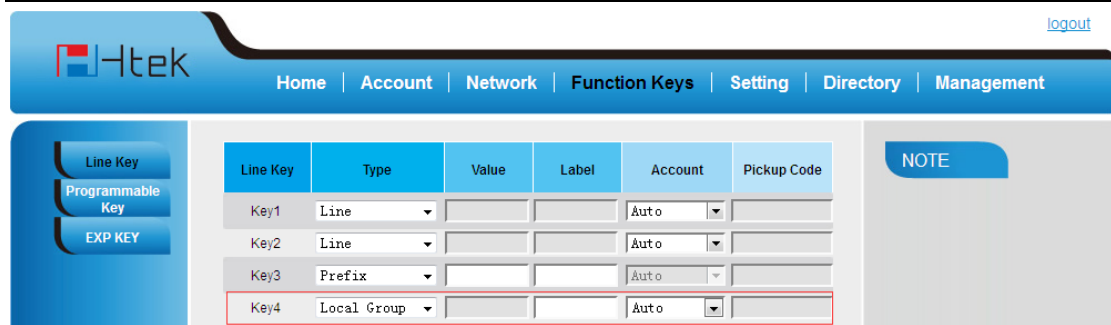 logout
Htek
Home | Account | Network | Function Keys | Setting | Directory | Management
Line Key
Programmable Key
EXP KEY
Line Key Type Value Label Account Pickup Code
Key1 Line Auto
Key2 Line Auto
Key3 Prefix Auto
Key4 Local Group Auto
NOTE